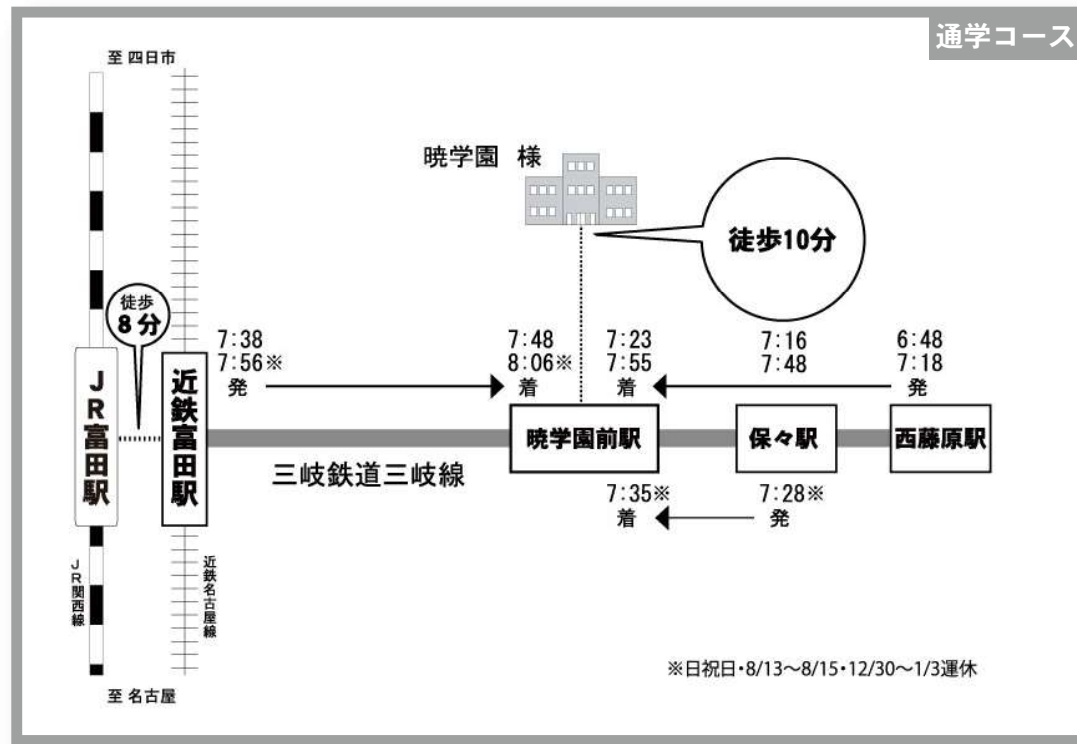 通学コース
至 四日市
暁学園 様
徒歩10分
徒歩
8分
7:38
7:56※
発
7:48
8:06※
着
7:23
7:55
着
7:16
7:48
6:48
7:18
発
JR富田駅
近鉄富田駅
暁学園前駅
保々駅
西藤原駅
三岐鉄道三岐線
7:35※
着
7:28※
発
JR関西線
近鉄名古屋線
※日祝日・8/13～8/15・12/30～1/3運休
至 名古屋